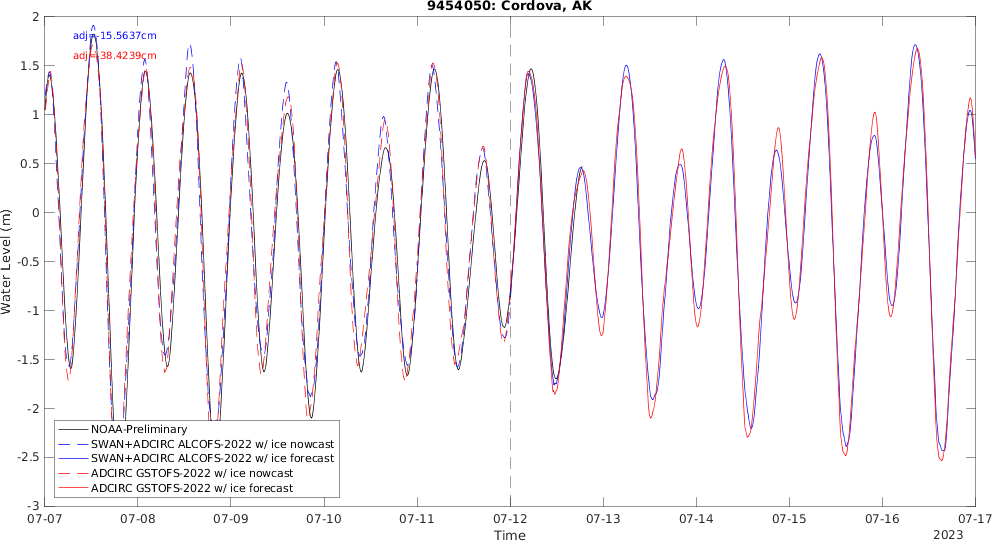 9454050: Cordova, AK
adj=-15.5637cm
adj=-38.4239cm
2
1.5
1
0.5
0
-0.5
-1
-1.5
-2
-2.5
-3
Water Level (m)
NOAA-Preliminary
SWAN+ADCIRC ALCOFS-2022 w/ ice nowcast
SWAN+ADCIRC ALCOFS-2022 w/ ice forecast
ADCIRC GSTOFS-2022 w/ ice nowcast
ADCIRC GSTOFS-2022 w/ ice forecast
07-07 07-08 07-09 07-10 07-11 07-12 07-13 07-14 07-15 07-16 07-17
Time
2023